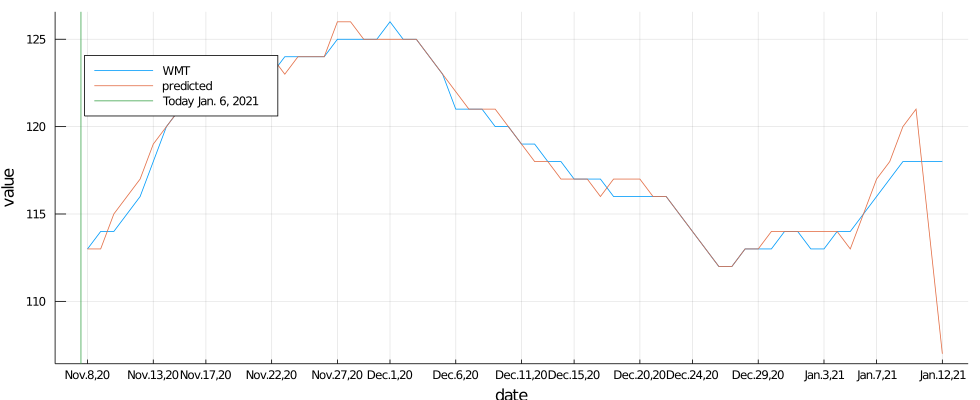 125
120
115
110
value
WMT
predicted
Today Jan. 6, 2021
Nov.8,20 Nov.13,20 Nov.17,20 Nov.22,20 Nov.27,20 Dec.1,20 Dec.6,20 Dec.11,20 Dec.15,20 Dec.20,20 Dec.24,20 Dec.29,20 Jan.3,21 Jan.7,21 Jan.12,21
date